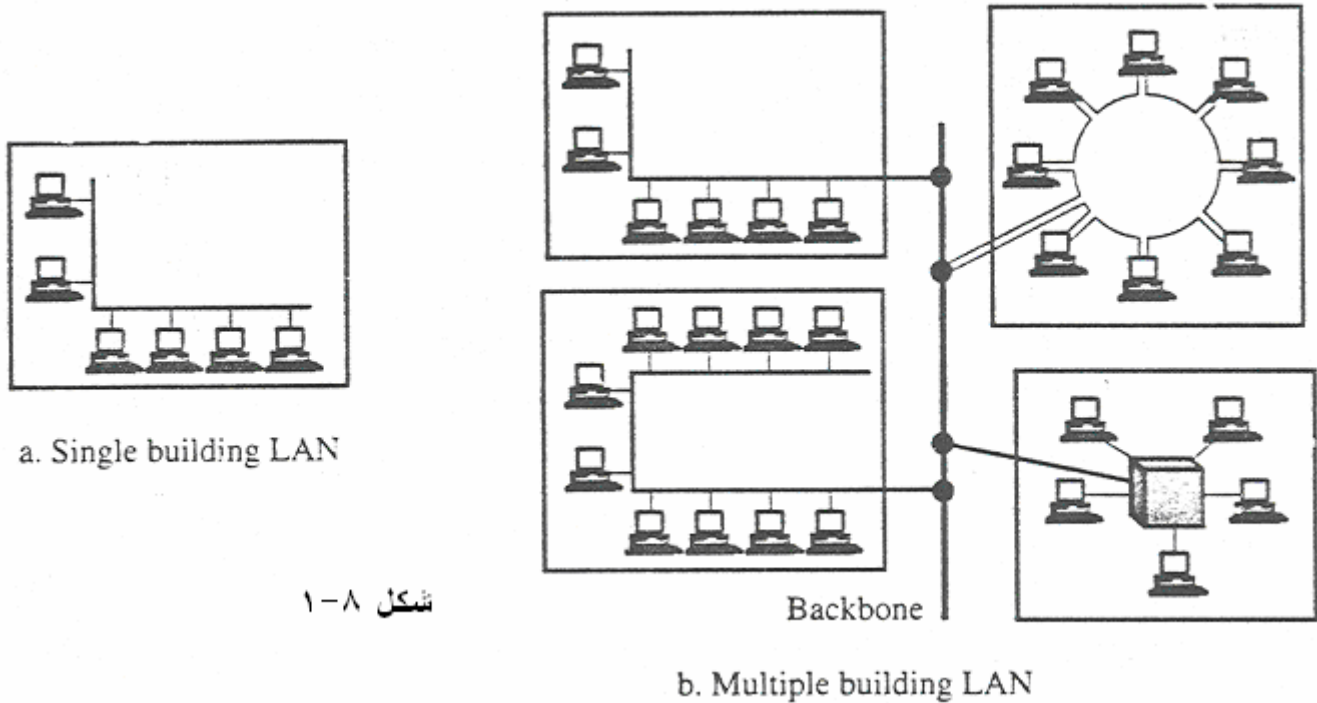 a. Single building LAN
شكل ٨-١
Backbone
b. Multiple building LAN